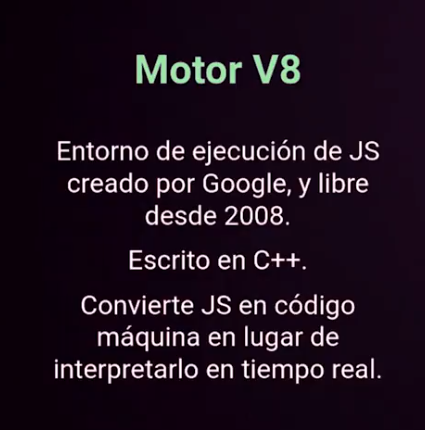 Motor V8
Entorno de ejecución de JS
creado por Google, y libre
desde 2008.
Escrito en C++.
Convierte JS en código
máquina en lugar de
interpretarlo en tiempo real.